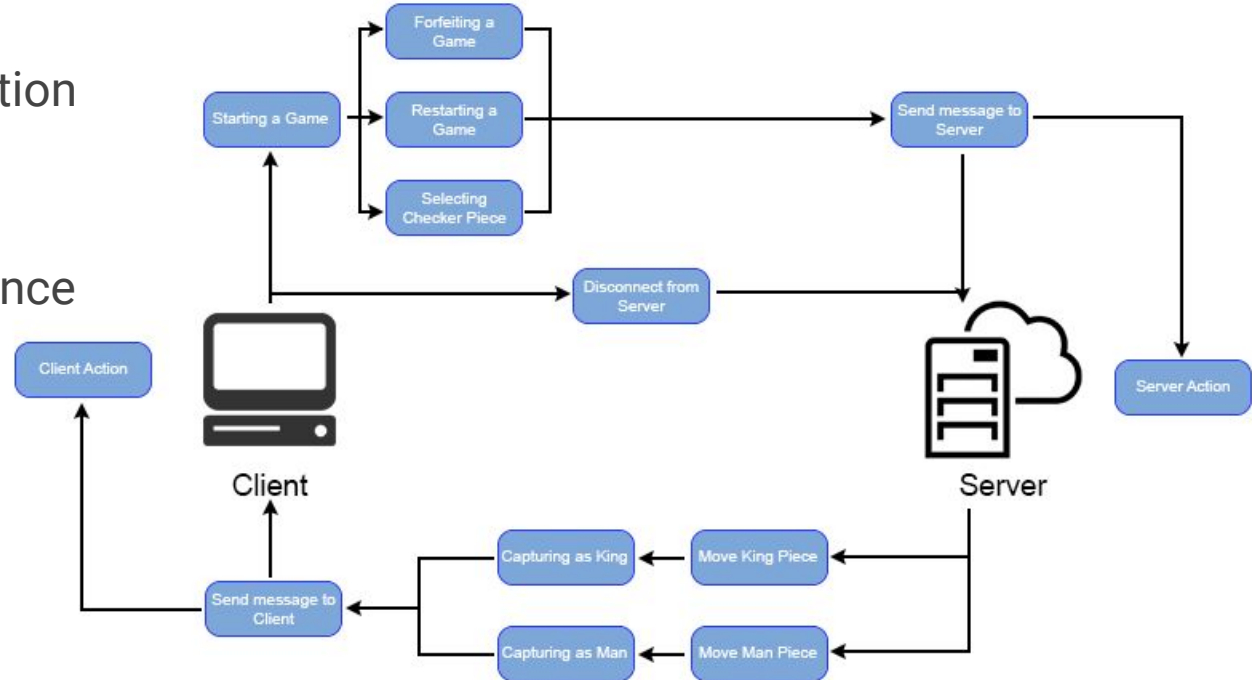 Forfeiting a
Game
tion
Starting a Game
Restarting a
Game
Send message to
Server
Selecting
Checker Piece
nce
Disconnect from
Server
Client Action
Server Action
Client
Server
Capturing as King
Move King Piece
Send message to
Client
Capturing as Man
Move Man Piece